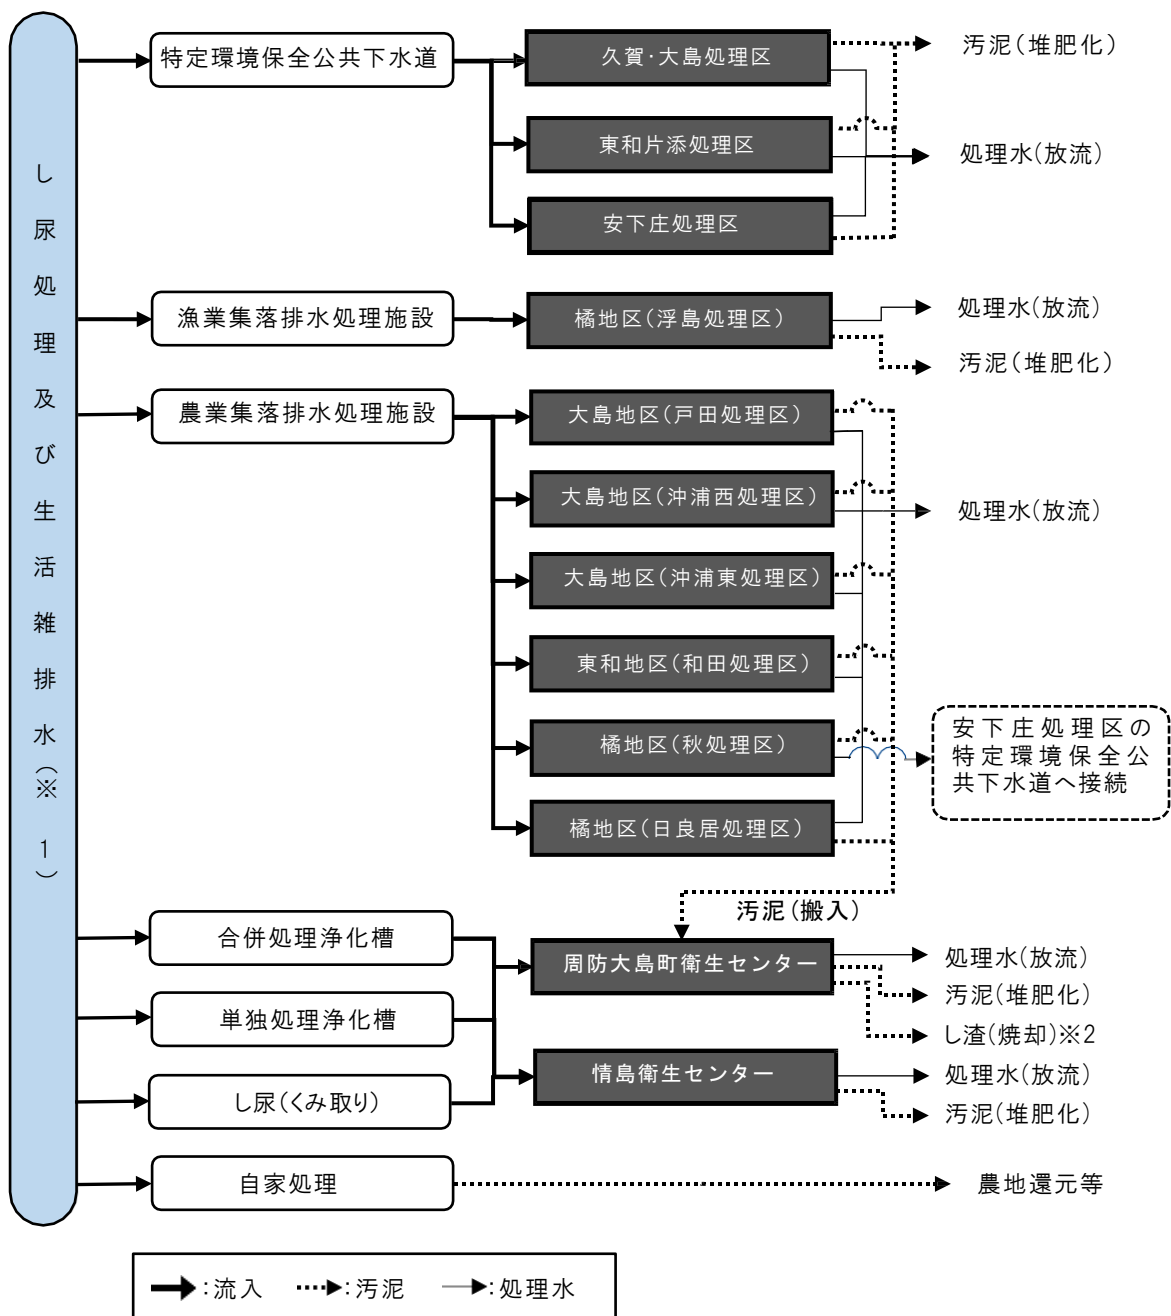 し尿処理及び生活雑排水(※1)
特定環境保全公共下水道
久賀・大島処理区
汚泥(堆肥化)
東和片添処理区
処理水(放流)
安下庄処理区
漁業集落排水処理施設
橘地区(浮島処理区)
処理水(放流)
汚泥(堆肥化)
農業集落排水処理施設
大島地区(戸田処理区)
大島地区(沖浦西処理区)
処理水(放流)
大島地区(沖浦東処理区)
東和地区(和田処理区)
橘地区(秋処理区)
安下庄処理区の
特定環境保全公
共下水道へ接続
橘地区(日良居処理区)
汚泥(搬入)
合併処理浄化槽
周防大島町衛生センター
処理水(放流)
汚泥(堆肥化)
し渣(焼却)※2
単独処理浄化槽
情島衛生センター
処理水(放流)
汚泥(堆肥化)
し尿(くみ取り)
自家処理
農地還元等
:流入 :汚泥 :処理水